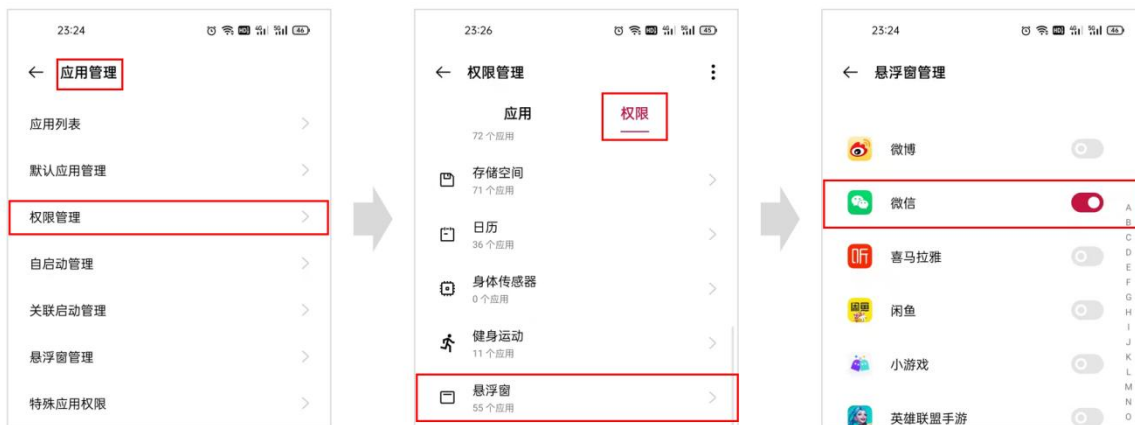 23:24
应用管理
应用列表
默认应用管理
权限管理
自启动管理
关联启动管理
悬浮窗管理
特殊应用权限
23:26
权限管理
应用
权限
72 个应用
存储空间
71 个应用
日历
36 个应用
身体传感器
0 个应用
健身运动
11 个应用
悬浮窗
55 个应用
23:24
悬浮窗管理
微博
微信
喜马拉雅
闲鱼
小游戏
英雄联盟手游
A
B
C
D
E
F
G
H
I
J
K
L
M
N
O